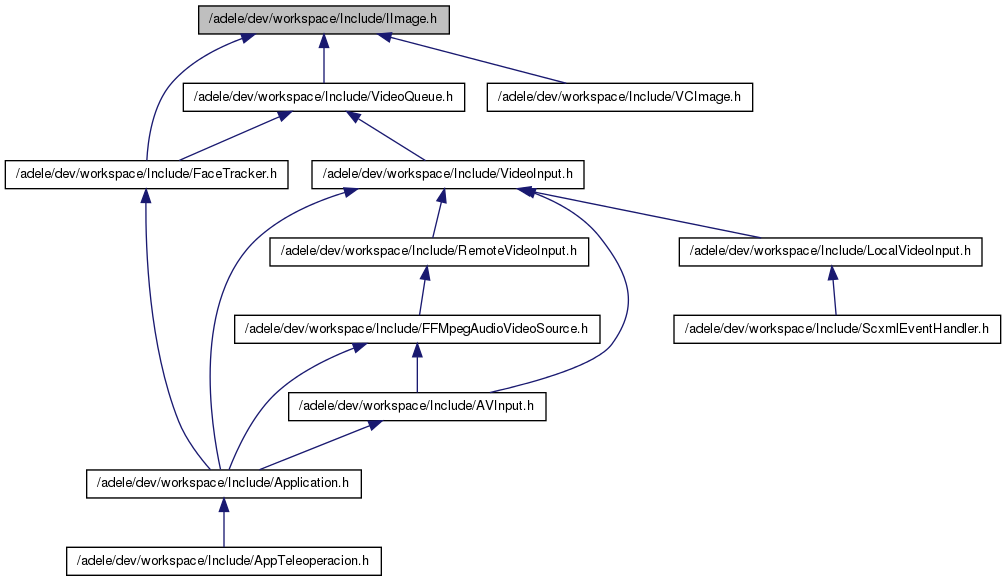 /adele/dev/workspace/Include/IImage.h
/adele/dev/workspace/Include/VideoQueue.h
/adele/dev/workspace/Include/VCImage.h
/adele/dev/workspace/Include/FaceTracker.h
/adele/dev/workspace/Include/VideoInput.h
/adele/dev/workspace/Include/RemoteVideoInput.h
/adele/dev/workspace/Include/LocalVideoInput.h
/adele/dev/workspace/Include/FFMpegAudioVideoSource.h
/adele/dev/workspace/Include/ScxmlEventHandler.h
/adele/dev/workspace/Include/AVInput.h
/adele/dev/workspace/Include/Application.h
/adele/dev/workspace/Include/AppTeleoperacion.h